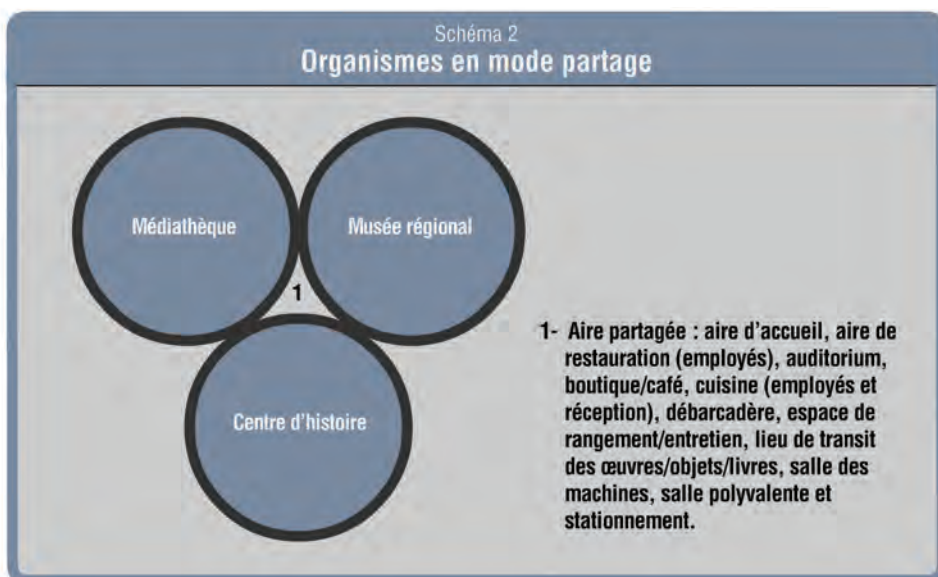 Schéma 2
Organismes en mode partage
Médiathèque
Musée régional
1
Centre d'histoire
1- Aire partagée : aire d'accueil, aire de
restauration (employés), auditorium,
boutique/café, cuisine (employés et
réception), débarcadère, espace de
rangement/entretien, lieu de transit
des œuvres/objets/livres, salle des
machines, salle polyvalente et
stationnement.